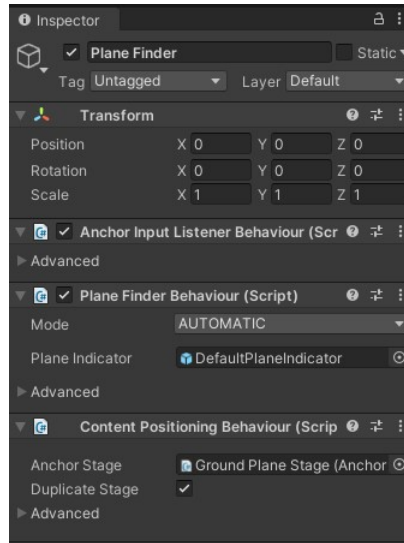 Inspector
Plane Finder Static
Tag Untagged Layer Default
Transform
Position X 0 Y 0 Z 0
Rotation X 0 Y 0 Z 0
Scale X 1 Y 1 Z 1
Anchor Input Listener Behaviour (Scr
Advanced
Plane Finder Behaviour (Script)
Mode AUTOMATIC
Plane Indicator DefaultPlaneIndicator
Advanced
Content Positioning Behaviour (Scrip
Anchor Stage Ground Plane Stage (Anchor
Duplicate Stage
Advanced